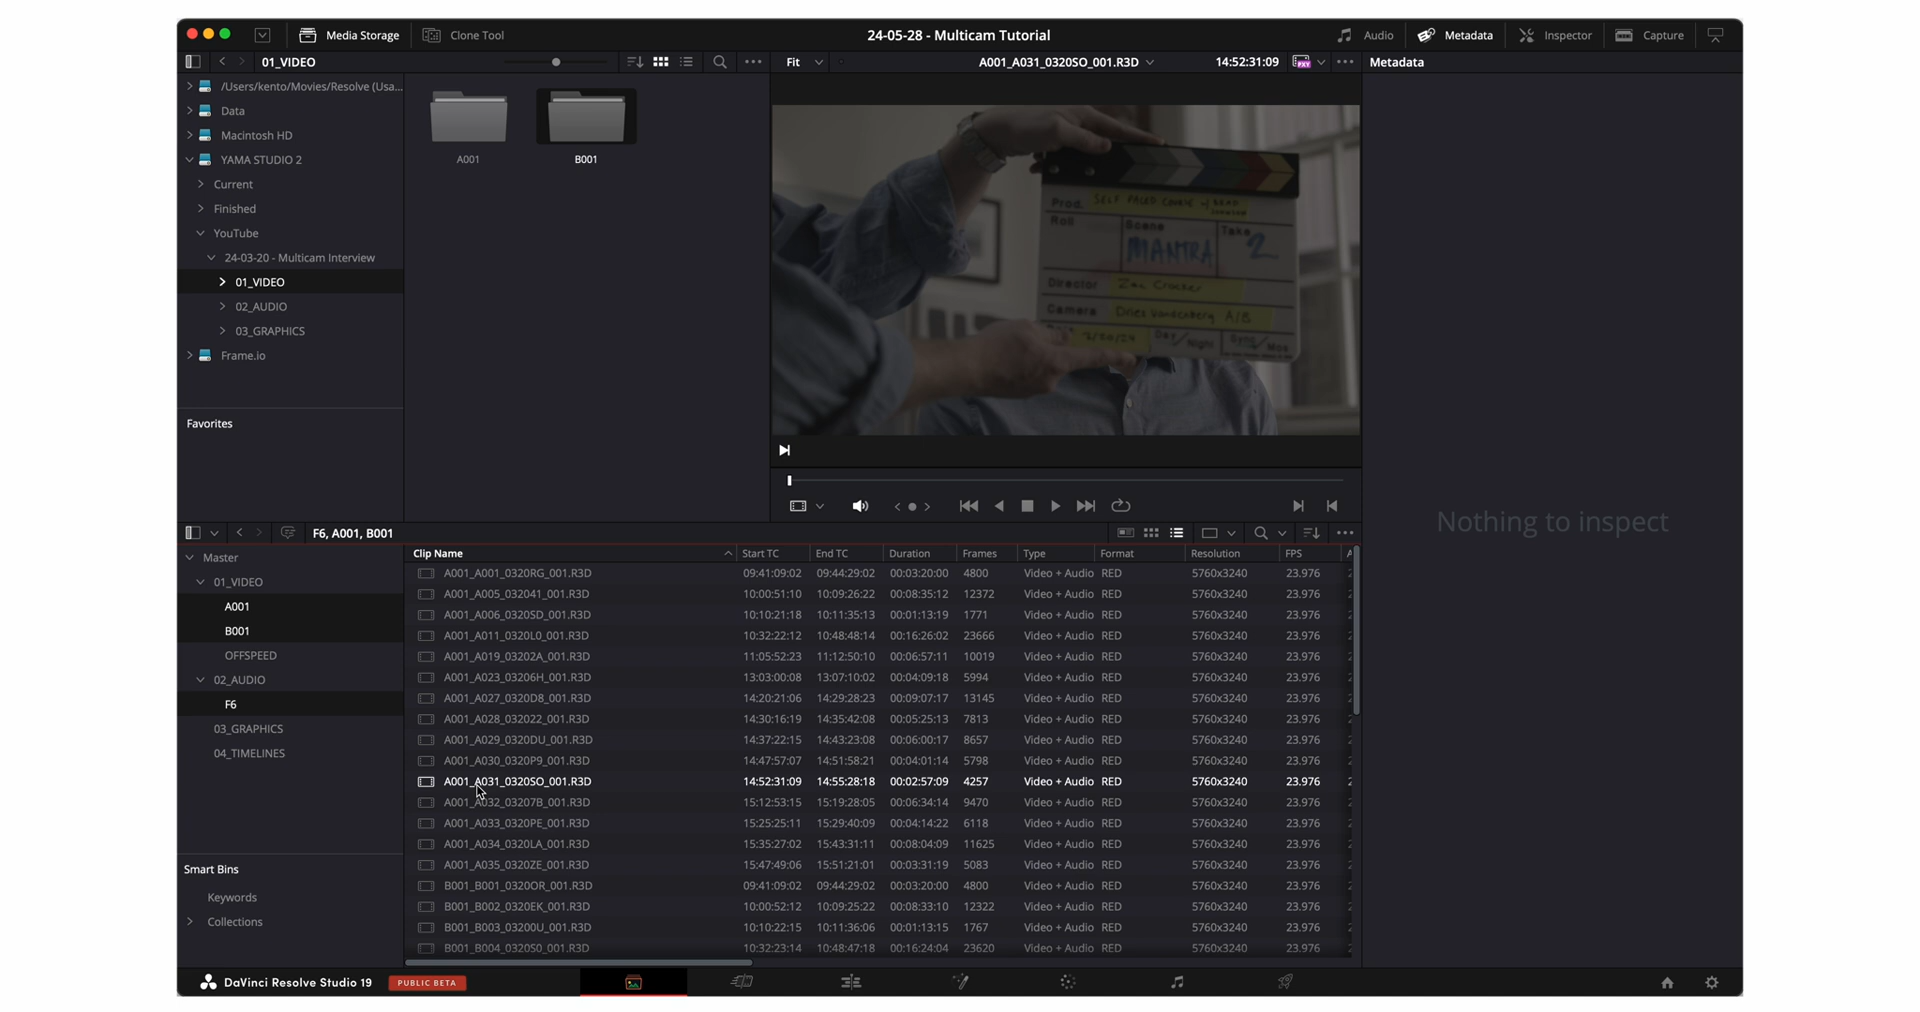 Media Storage
Clone Tool
24-05-28 - Multicam Tutorial
Audio
Metadata
Inspector
Capture
01_VIDEO
Fit
A001_A031_0320SO_001.R3D
14:52:31:09
PXY
Metadata
/Users/kento/Movies/Resolve (Usa...
Data
Macintosh HD
YAMA STUDIO 2
Current
Finished
YouTube
24-03-20 - Multicam Interview
01_VIDEO
02_AUDIO
03_GRAPHICS
Frame.io
Favorites
A001
B001
Prod. SELF PACED COURSE w/ BRAD
Roll Scene Take
MANTRA 2
Director Zac Crocker
Camera Dries Vandenberg A/B
Day/Night Sync/Mos
Nothing to inspect
F6, A001, B001
Master
01_VIDEO
A001
B001
OFFSPEED
02_AUDIO
F6
03_GRAPHICS
04_TIMELINES
Smart Bins
Keywords
Collections
Clip Name Start TC End TC Duration Frames Type Format Resolution FPS
A001_A001_0320RG_001.R3D 09:41:09:02 09:44:29:02 00:03:20:00 4800 Video + Audio RED 5760x3240 23.976
A001_A005_032041_001.R3D 10:00:51:10 10:09:26:22 00:08:35:12 12372 Video + Audio RED 5760x3240 23.976
A001_A006_0320SD_001.R3D 10:10:21:18 10:11:35:13 00:01:13:19 1771 Video + Audio RED 5760x3240 23.976
A001_A011_0320L0_001.R3D 10:32:22:12 10:48:48:14 00:16:26:02 23666 Video + Audio RED 5760x3240 23.976
A001_A019_03202A_001.R3D 11:05:52:23 11:12:50:10 00:06:57:11 10019 Video + Audio RED 5760x3240 23.976
A001_A023_03206H_001.R3D 13:03:00:08 13:07:10:02 00:04:09:18 5994 Video + Audio RED 5760x3240 23.976
A001_A027_0320D8_001.R3D 14:20:21:06 14:29:28:23 00:09:07:17 13145 Video + Audio RED 5760x3240 23.976
A001_A028_032022_001.R3D 14:30:16:19 14:35:42:08 00:05:25:13 7813 Video + Audio RED 5760x3240 23.976
A001_A029_0320DU_001.R3D 14:37:22:15 14:43:23:08 00:06:00:17 8657 Video + Audio RED 5760x3240 23.976
A001_A030_0320P9_001.R3D 14:47:57:07 14:51:58:21 00:04:01:14 5798 Video + Audio RED 5760x3240 23.976
A001_A031_0320SO_001.R3D 14:52:31:09 14:55:28:18 00:02:57:09 4257 Video + Audio RED 5760x3240 23.976
A001_A032_03207B_001.R3D 15:12:53:15 15:19:28:05 00:06:34:14 9470 Video + Audio RED 5760x3240 23.976
A001_A033_0320PE_001.R3D 15:25:25:11 15:29:40:09 00:04:14:22 6118 Video + Audio RED 5760x3240 23.976
A001_A034_0320LA_001.R3D 15:35:27:02 15:43:31:11 00:08:04:09 11625 Video + Audio RED 5760x3240 23.976
A001_A035_0320ZE_001.R3D 15:47:49:06 15:51:21:01 00:03:31:19 5083 Video + Audio RED 5760x3240 23.976
B001_B001_0320OR_001.R3D 09:41:09:02 09:44:29:02 00:03:20:00 4800 Video + Audio RED 5760x3240 23.976
B001_B002_0320EK_001.R3D 10:00:52:12 10:09:25:22 00:08:33:10 12322 Video + Audio RED 5760x3240 23.976
B001_B003_03200U_001.R3D 10:10:22:15 10:11:36:06 00:01:13:15 1767 Video + Audio RED 5760x3240 23.976
B001_B004_0320S0_001.R3D 10:32:23:14 10:48:47:18 00:16:24:04 23620 Video + Audio RED 5760x3240 23.976
DaVinci Resolve Studio 19
PUBLIC BETA